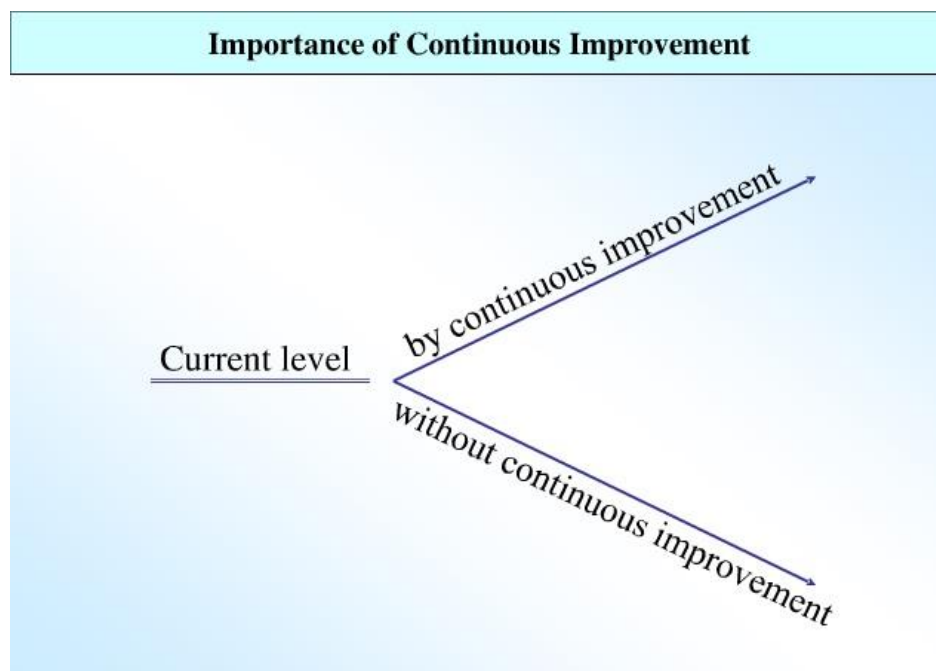 Importance of Continuous Improvement
by continuous improvement
Current level
without continuous improvement